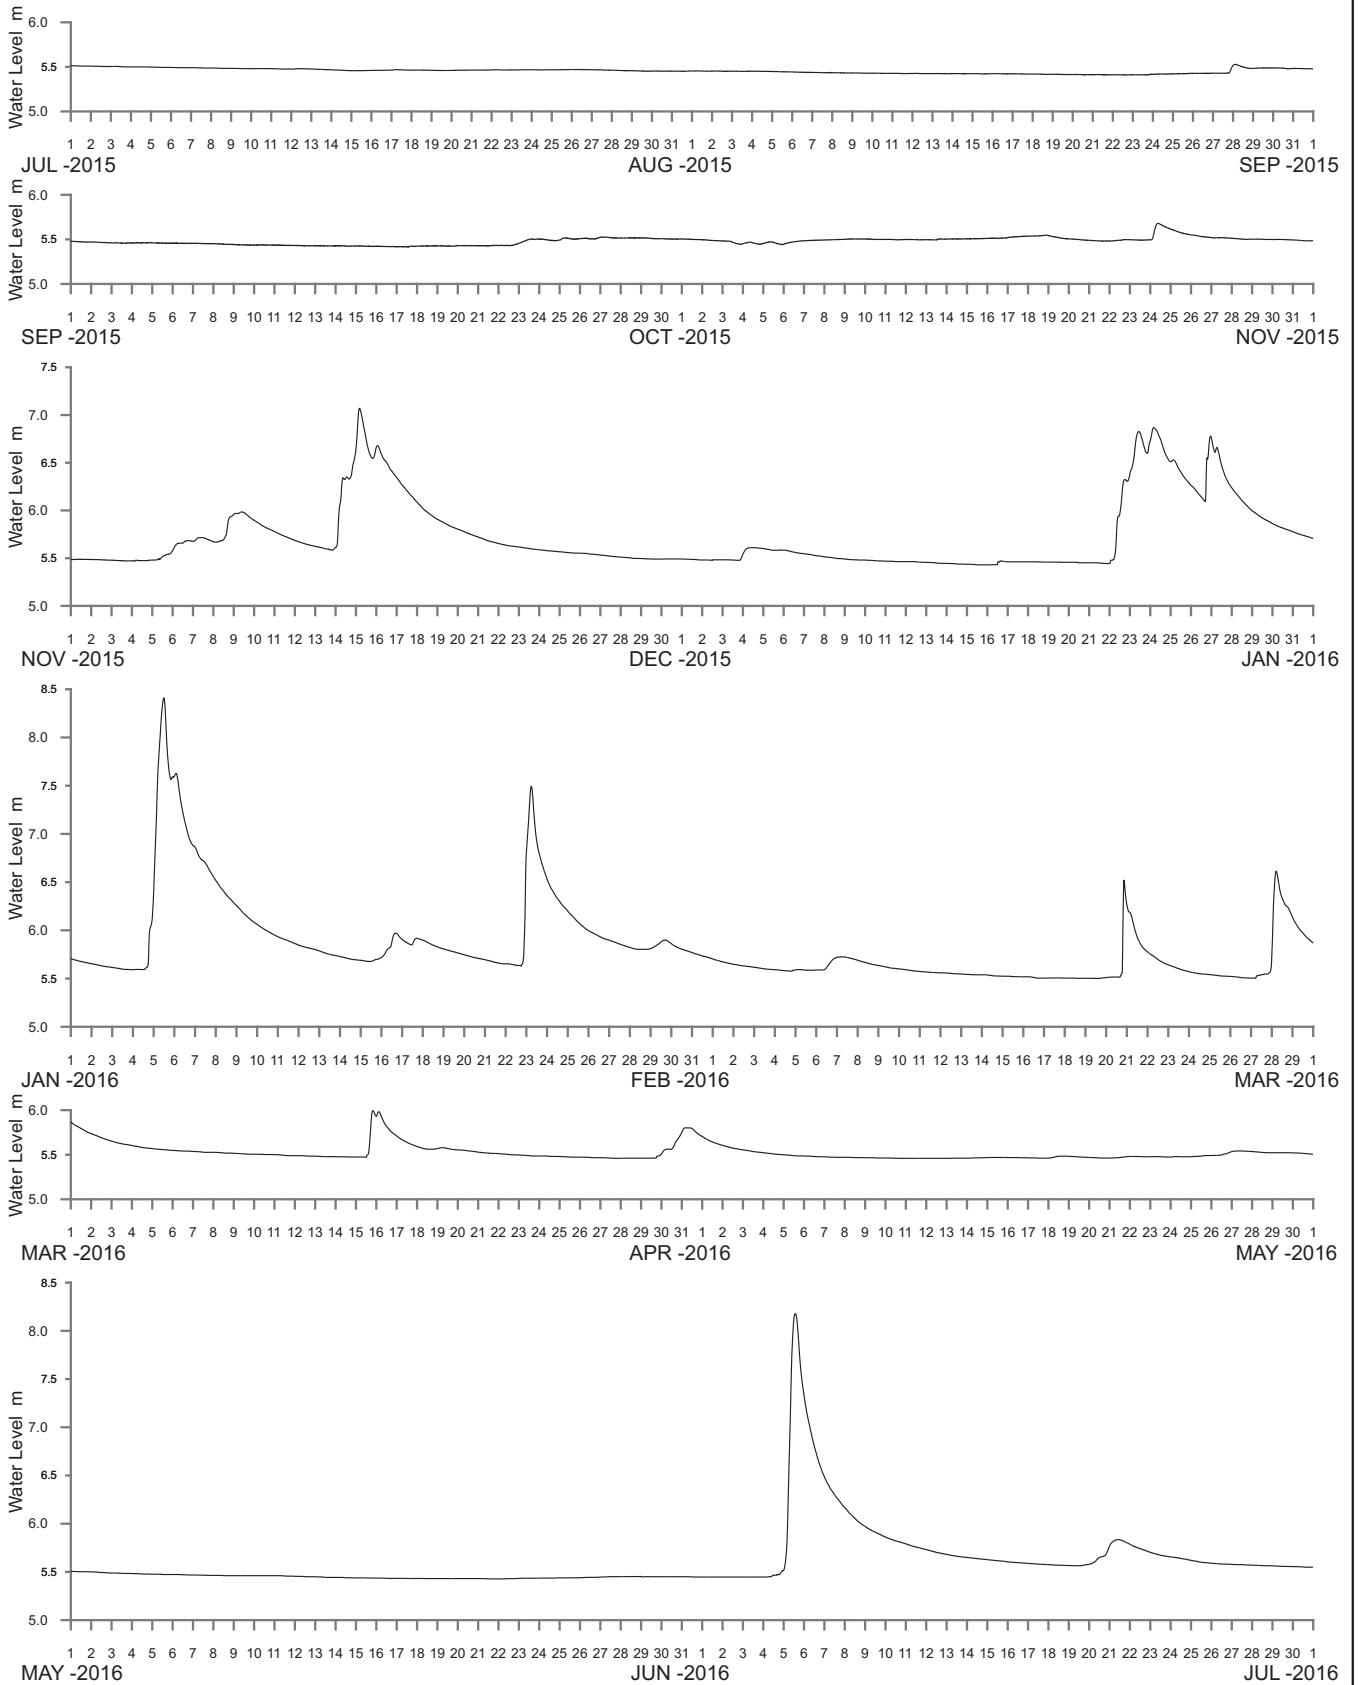 Water Level m
6.0
5.5
5.0
1 2 3 4 5 6 7 8 9 10 11 12 13 14 15 16 17 18 19 20 21 22 23 24 25 26 27 28 29 30 31 1 2 3 4 5 6 7 8 9 10 11 12 13 14 15 16 17 18 19 20 21 22 23 24 25 26 27 28 29 30 31 1
JUL -2015 AUG -2015 SEP -2015
Water Level m
6.0
5.5
5.0
1 2 3 4 5 6 7 8 9 10 11 12 13 14 15 16 17 18 19 20 21 22 23 24 25 26 27 28 29 30 1 2 3 4 5 6 7 8 9 10 11 12 13 14 15 16 17 18 19 20 21 22 23 24 25 26 27 28 29 30 31 1
SEP -2015 OCT -2015 NOV -2015
Water Level m
7.5
7.0
6.5
6.0
5.5
5.0
1 2 3 4 5 6 7 8 9 10 11 12 13 14 15 16 17 18 19 20 21 22 23 24 25 26 27 28 29 30 1 2 3 4 5 6 7 8 9 10 11 12 13 14 15 16 17 18 19 20 21 22 23 24 25 26 27 28 29 30 31 1
NOV -2015 DEC -2015 JAN -2016
Water Level m
8.5
8.0
7.5
7.0
6.5
6.0
5.5
5.0
1 2 3 4 5 6 7 8 9 10 11 12 13 14 15 16 17 18 19 20 21 22 23 24 25 26 27 28 29 30 31 1 2 3 4 5 6 7 8 9 10 11 12 13 14 15 16 17 18 19 20 21 22 23 24 25 26 27 28 29 1
JAN -2016 FEB -2016 MAR -2016
Water Level m
6.0
5.5
5.0
1 2 3 4 5 6 7 8 9 10 11 12 13 14 15 16 17 18 19 20 21 22 23 24 25 26 27 28 29 30 31 1 2 3 4 5 6 7 8 9 10 11 12 13 14 15 16 17 18 19 20 21 22 23 24 25 26 27 28 29 30 1
MAR -2016 APR -2016 MAY -2016
Water Level m
8.5
8.0
7.5
7.0
6.5
6.0
5.5
5.0
1 2 3 4 5 6 7 8 9 10 11 12 13 14 15 16 17 18 19 20 21 22 23 24 25 26 27 28 29 30 31 1 2 3 4 5 6 7 8 9 10 11 12 13 14 15 16 17 18 19 20 21 22 23 24 25 26 27 28 29 30 1
MAY -2016 JUN -2016 JUL -2016